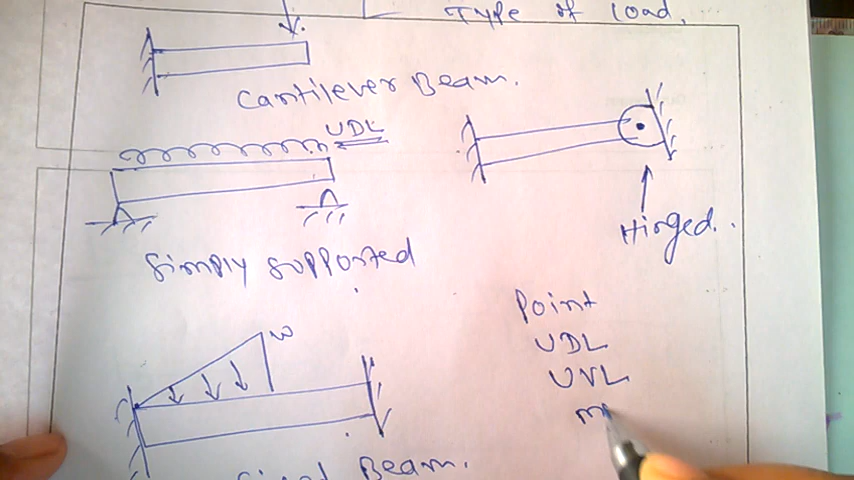 Type of load.
Cantilever Beam.
UDL
Hinged..
Simply Supported
Point
UDL
UVL
W
m
Beam.